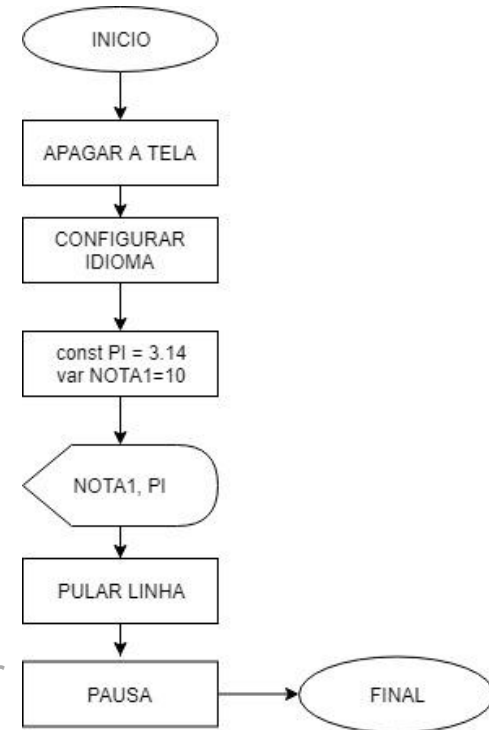 INICIO
APAGAR A TELA
CONFIGURAR
IDIOMA
const PI = 3.14
var NOTA1=10
NOTA1, PI
PULAR LINHA
PAUSA
FINAL